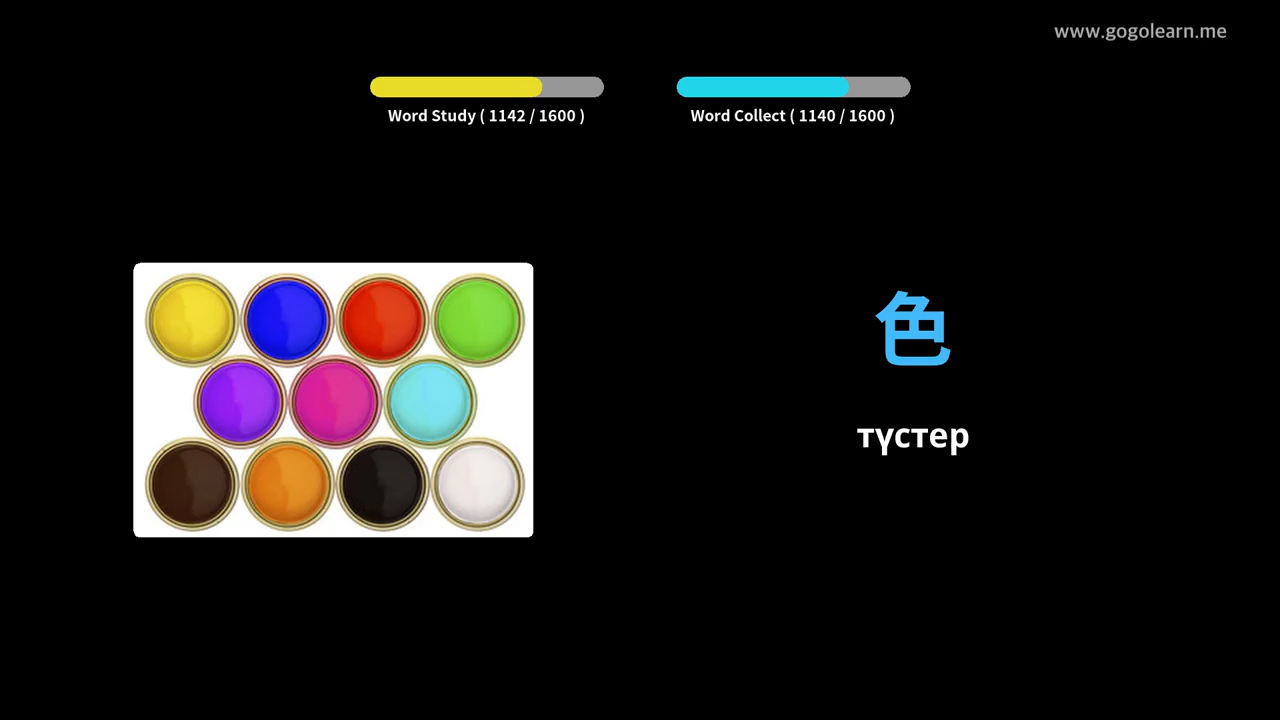 www.gogolearn.me
Word Study ( 1142 / 1600 )
Word Collect ( 1140 / 1600 )
色
түстер